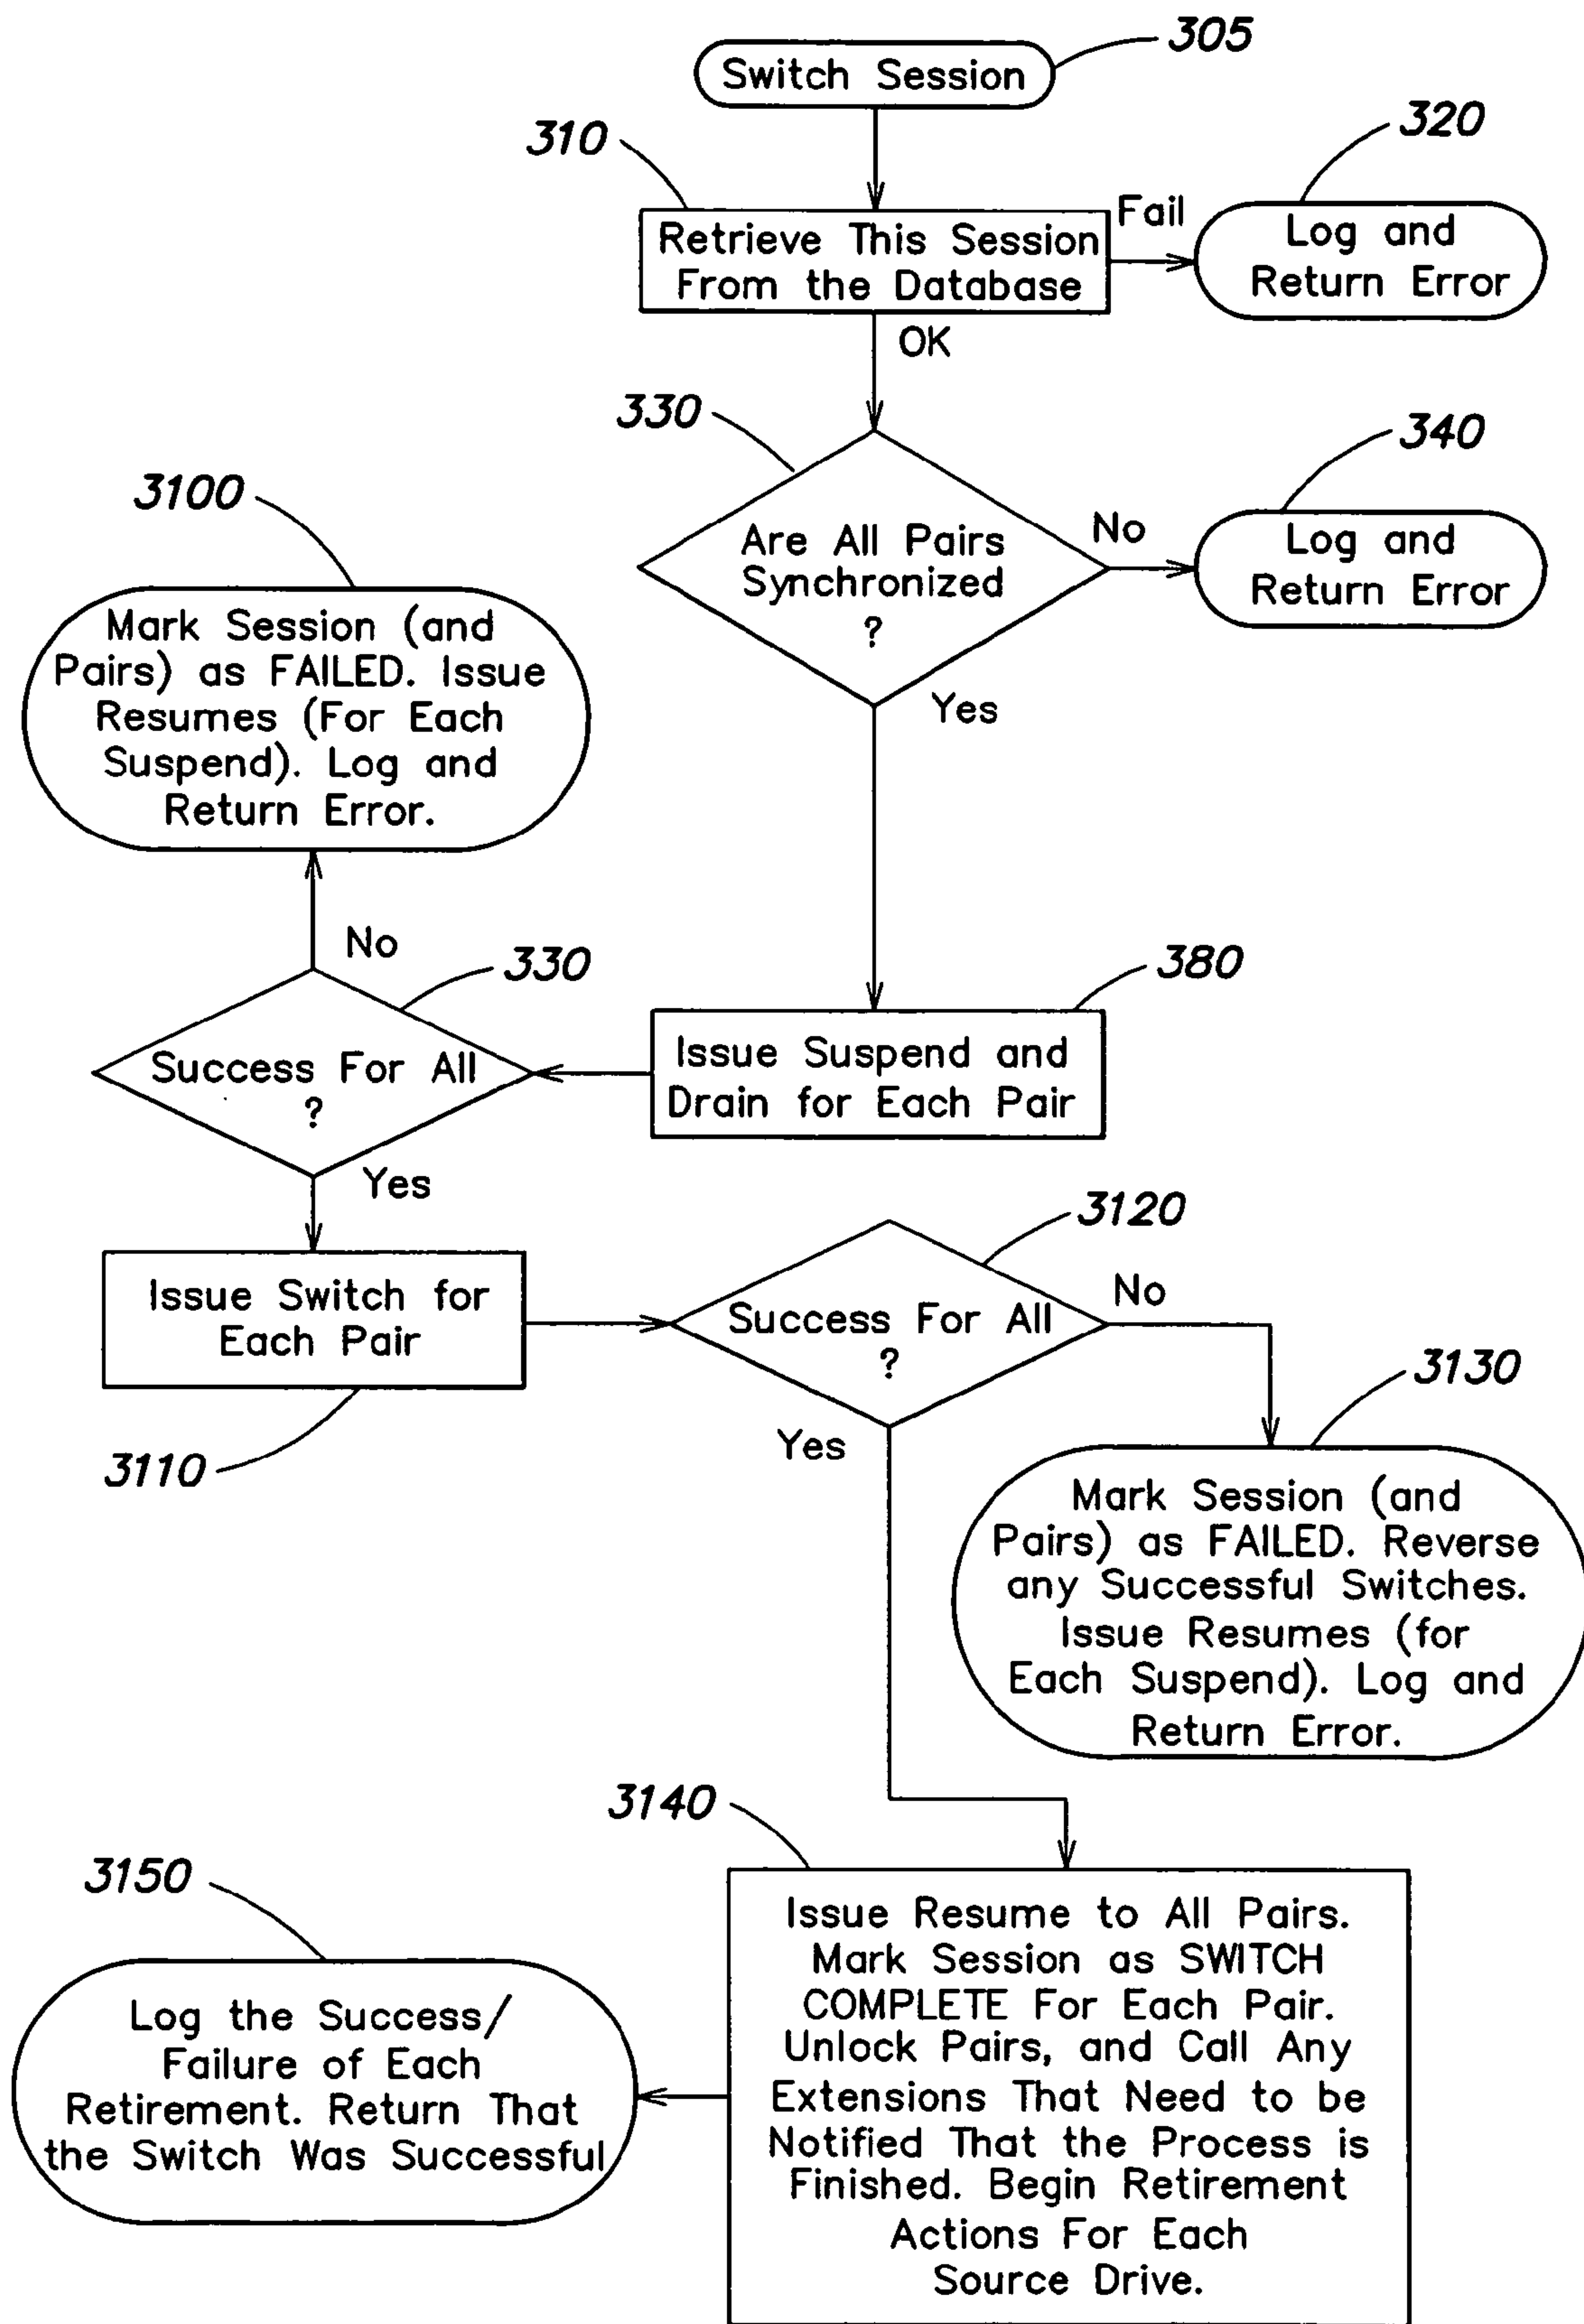 305
Switch Session
310
320
Retrieve This Session
From the Database
Fail
Log and
Return Error
OK
330
340
Are All Pairs
Synchronized
?
No
Log and
Return Error
Yes
3100
Mark Session (and
Pairs) as FAILED. Issue
Resumes (For Each
Suspend). Log and
Return Error.
No
330
380
Success For All
?
Issue Suspend and
Drain for Each Pair
Yes
3120
Issue Switch for
Each Pair
3110
Success For All
?
No
3130
Yes
Mark Session (and
Pairs) as FAILED. Reverse
any Successful Switches.
Issue Resumes (for
Each Suspend). Log and
Return Error.
3140
3150
Issue Resume to All Pairs.
Mark Session as SWITCH
COMPLETE For Each Pair.
Unlock Pairs, and Call Any
Extensions That Need to be
Notified That the Process is
Finished. Begin Retirement
Actions For Each
Source Drive.
Log the Success/
Failure of Each
Retirement. Return That
the Switch Was Successful